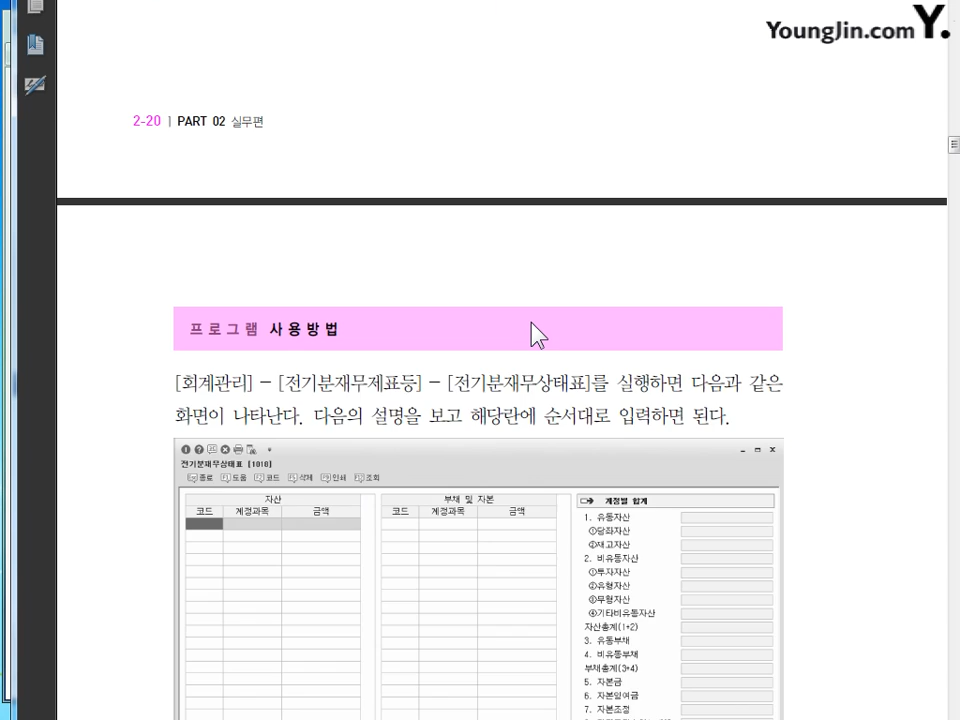 YoungJin.com Y.
2-20 | PART 02 실무편
프로그램 사용방법
[회계관리] - [전기분재무제표등] - [전기분재무상태표]를 실행하면 다음과 같은
화면이 나타난다. 다음의 설명을 보고 해당란에 순서대로 입력하면 된다.
전기분재무상태표 [1018]
종료 도움 코드 삭제 인쇄 조회
자산 부채 및 자본 계정별 합계
코드 계정과목 금액 코드 계정과목 금액
1. 유동자산
①당좌자산
②재고자산
2. 비유동자산
①투자자산
②유형자산
③무형자산
④기타비유동자산
자산총계(1+2)
3. 유동부채
4. 비유동부채
부채총계(3+4)
5. 자본금
6. 자본잉여금
7. 자본조정